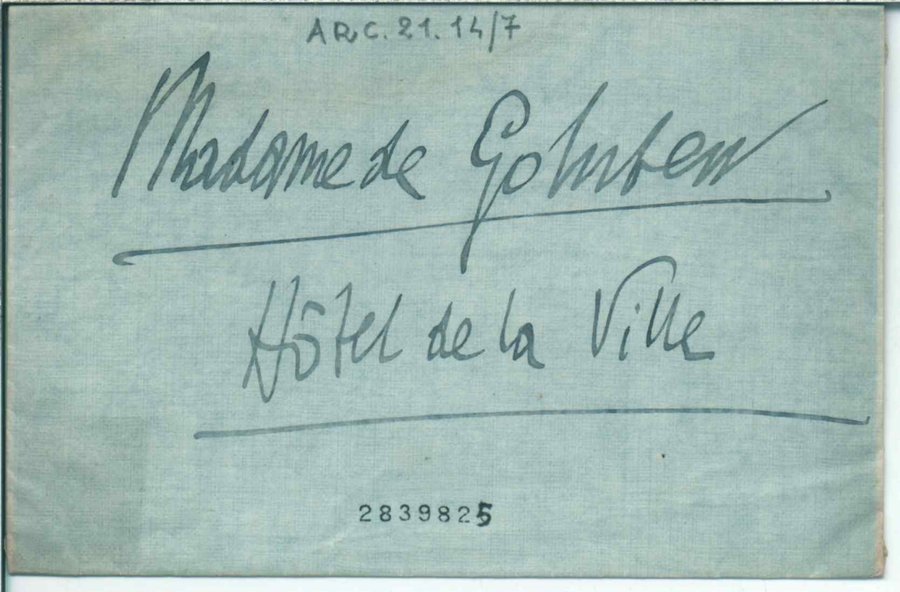 ARC. 21. 14/7
Madame de Golubew
Hôtel de la Ville
2839825